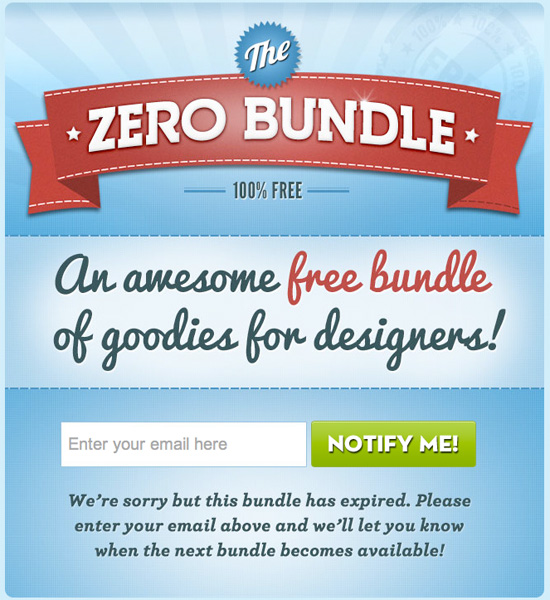 The
ZERO BUNDLE
100% FREE
An awesome free bundle
of goodies for designers!
Enter your email here
NOTIFY ME!
We're sorry but this bundle has expired. Please
enter your email above and we'll let you know
when the next bundle becomes available!